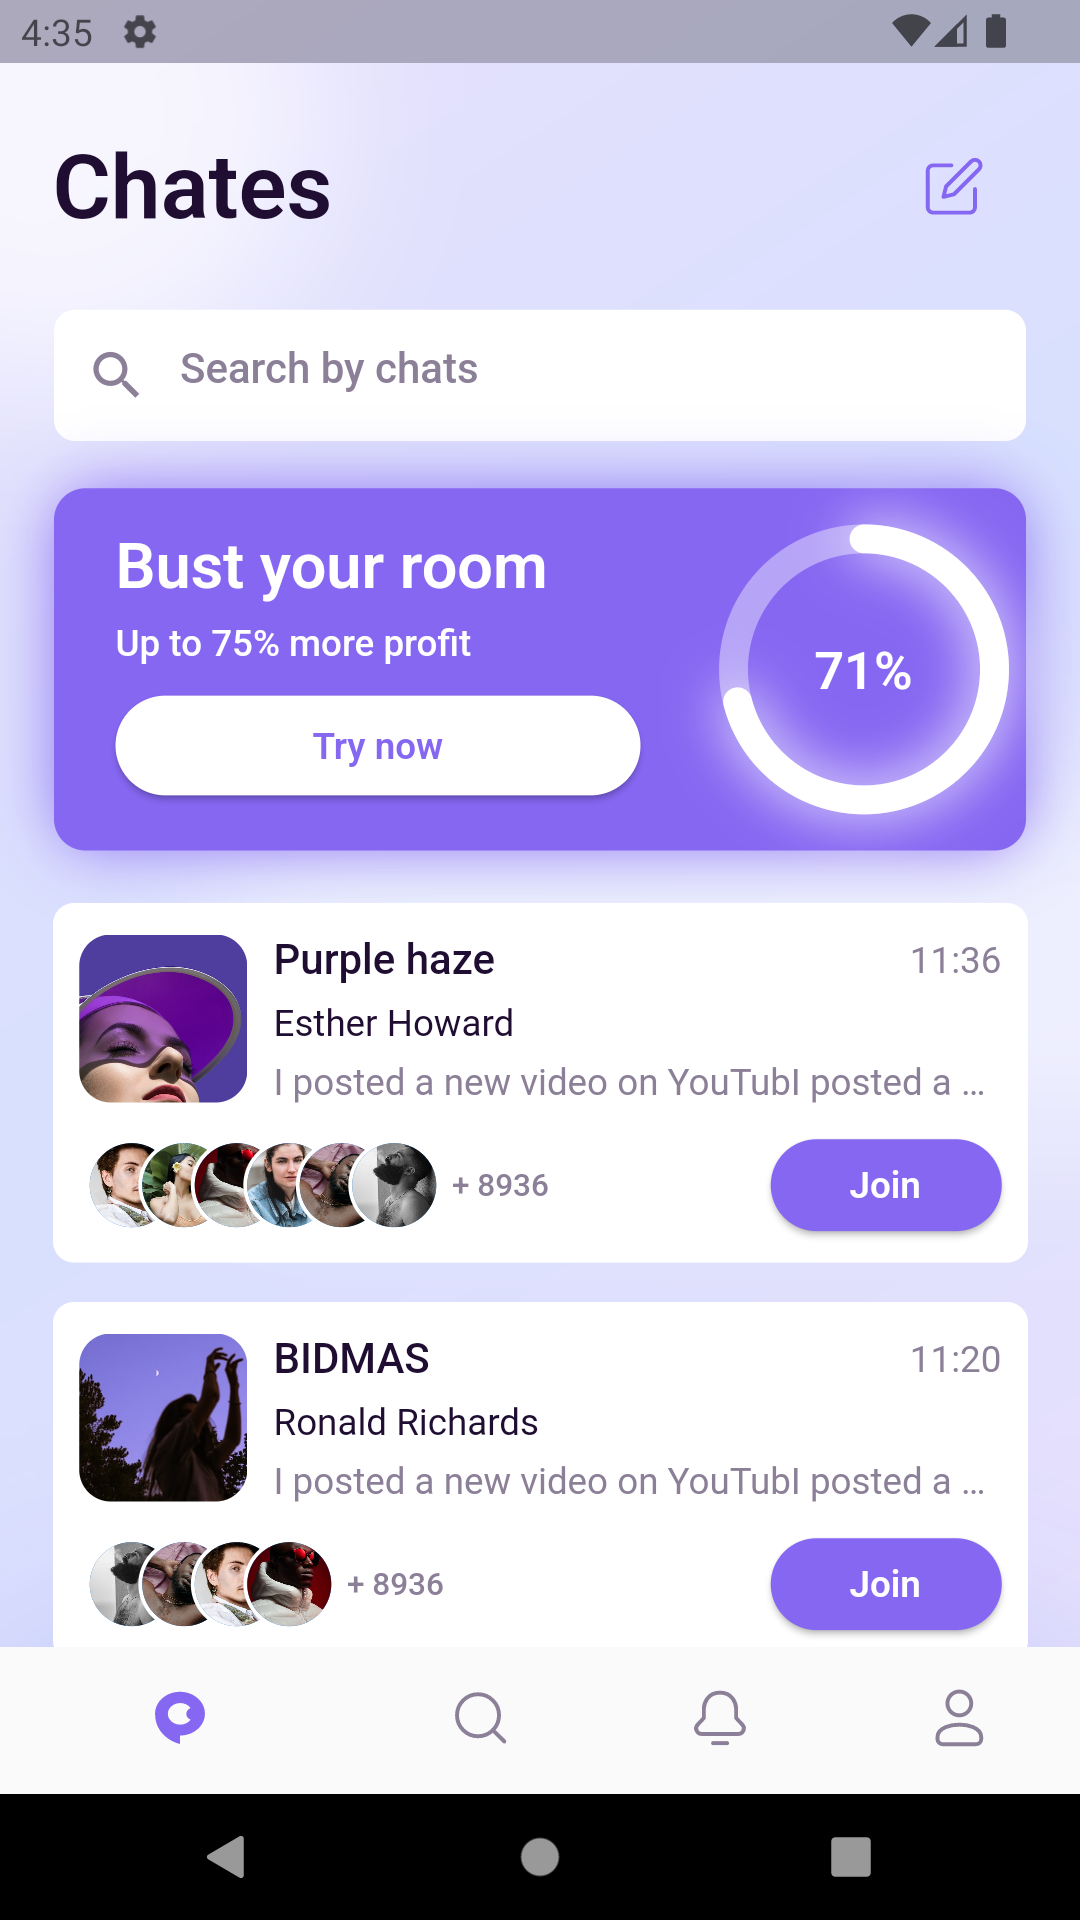 4:35
Chates
Search by chats
Bust your room
Up to 75% more profit
71%
Try now
Purple haze 11:36
Esther Howard
I posted a new video on YouTubI posted a ...
+ 8936 Join
BIDMAS 11:20
Ronald Richards
I posted a new video on YouTubI posted a ...
+ 8936 Join